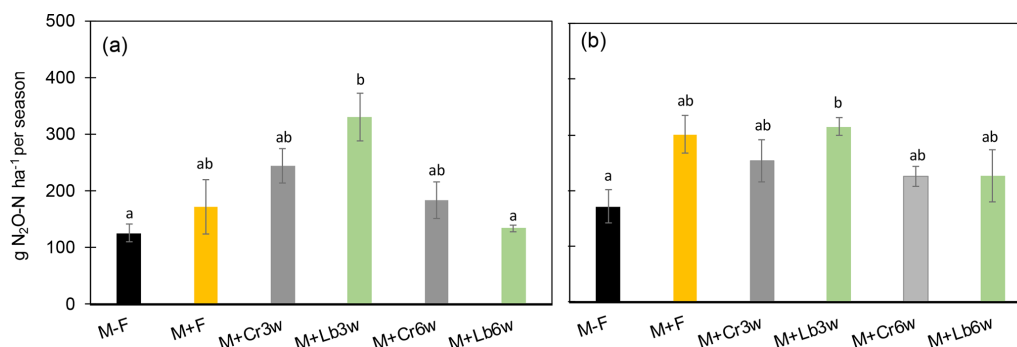 500
400
300
200
100
0
g N₂O-N ha⁻¹ per season
(a)
a
ab
ab
b
ab
a
M-F
M+F
M+Cr3w
M+Lb3w
M+Cr6w
M+Lb6w
(b)
a
ab
ab
b
ab
ab
M-F
M+F
M+Cr3w
M+Lb3w
M+Cr6w
M+Lb6w